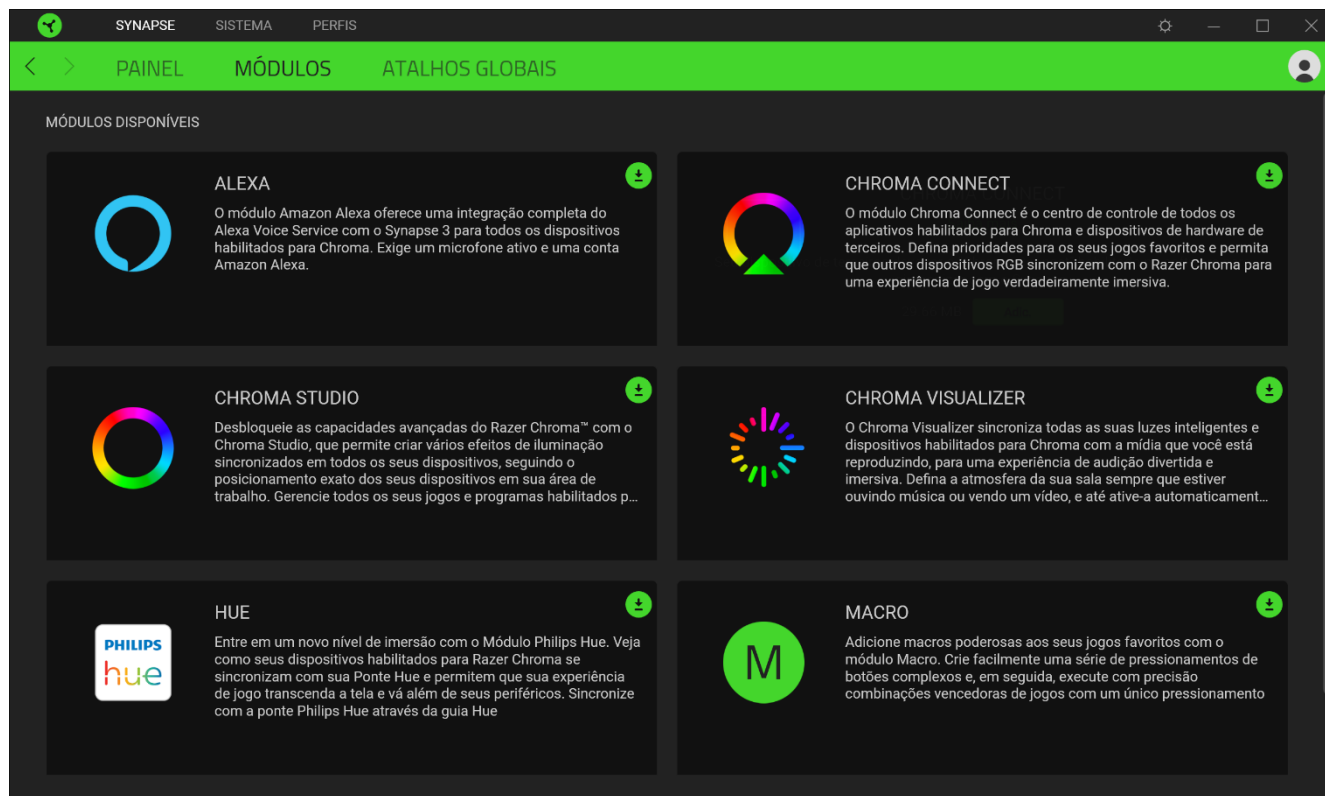 SYNAPSE SISTEMA PERFIS
PAINEL MÓDULOS ATALHOS GLOBAIS
MÓDULOS DISPONÍVEIS
ALEXA
O módulo Amazon Alexa oferece uma integração completa do
Alexa Voice Service com o Synapse 3 para todos os dispositivos
habilitados para Chroma. Exige um microfone ativo e uma conta
Amazon Alexa.
CHROMA CONNECT
O módulo Chroma Connect é o centro de controle de todos os
aplicativos habilitados para Chroma e dispositivos de hardware de
terceiros. Defina prioridades para os seus jogos favoritos e permita
que outros dispositivos RGB sincronizem com o Razer Chroma para
uma experiência de jogo verdadeiramente imersiva.
CHROMA STUDIO
Desbloqueie as capacidades avançadas do Razer Chroma™ com o
Chroma Studio, que permite criar vários efeitos de iluminação
sincronizados em todos os seus dispositivos, seguindo o
posicionamento exato dos seus dispositivos em sua área de
trabalho. Gerencie todos os seus jogos e programas habilitados p...
CHROMA VISUALIZER
O Chroma Visualizer sincroniza todas as suas luzes inteligentes e
dispositivos habilitados para Chroma com a mídia que você está
reproduzindo, para uma experiência de audição divertida e
imersiva. Defina a atmosfera da sua sala sempre que estiver
ouvindo música ou vendo um vídeo, e até ative-a automaticament...
PHILIPS
hue
HUE
Entre em um novo nível de imersão com o Módulo Philips Hue. Veja
como seus dispositivos habilitados para Razer Chroma se
sincronizam com sua Ponte Hue e permitem que sua experiência
de jogo transcenda a tela e vá além de seus periféricos. Sincronize
com a ponte Philips Hue através da guia Hue
M
MACRO
Adicione macros poderosas aos seus jogos favoritos com o
módulo Macro. Crie facilmente uma série de pressionamentos de
botões complexos e, em seguida, execute com precisão
combinações vencedoras de jogos com um único pressionamento